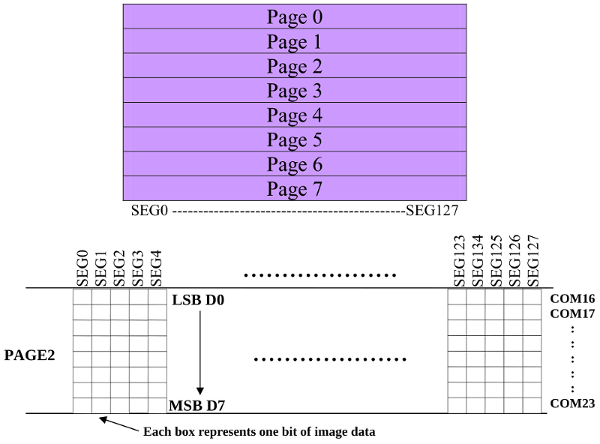 Page 0
Page 1
Page 2
Page 3
Page 4
Page 5
Page 6
Page 7
SEG0 ---------------------------------------------SEG127
SEG0
SEG1
SEG2
SEG3
SEG4
SEG123
SEG134
SEG125
SEG126
SEG127
LSB D0
COM16
COM17
PAGE2
MSB D7
COM23
Each box represents one bit of image data